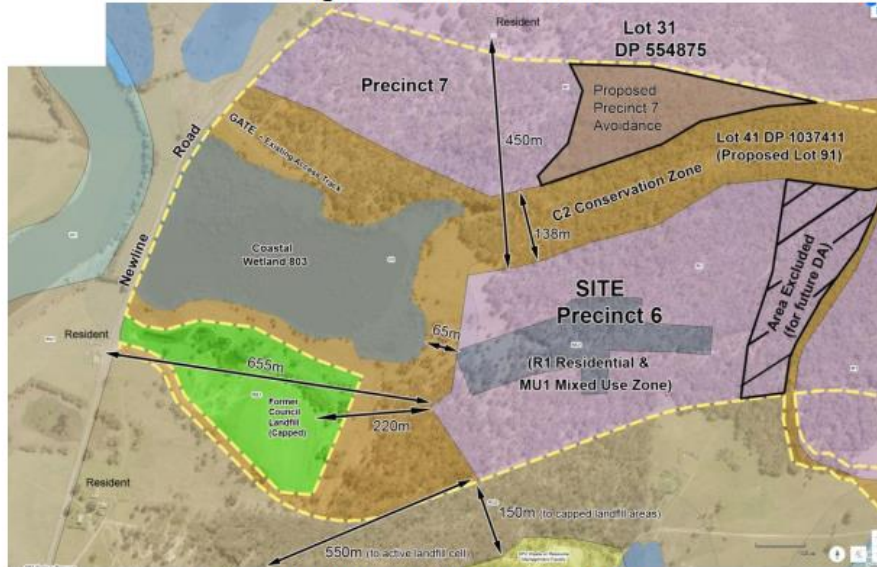 Resident
Lot 31
DP 554875
Precinct 7
Proposed
Precinct 7
Avoidance
GATE - Existing Access Track
Road
450m
Lot 41 DP 1037411
(Proposed Lot 91)
C2 Conservation Zone
138m
Coastal
Wetland 803
Newline
SITE
Precinct 6
(R1 Residential &
MU1 Mixed Use Zone)
Area Excluded
(for future DA)
65m
Resident
655m
Former
Council
Landfill
(Capped)
220m
Resident
150m (to capped landfill areas)
550m (to active landfill cell)